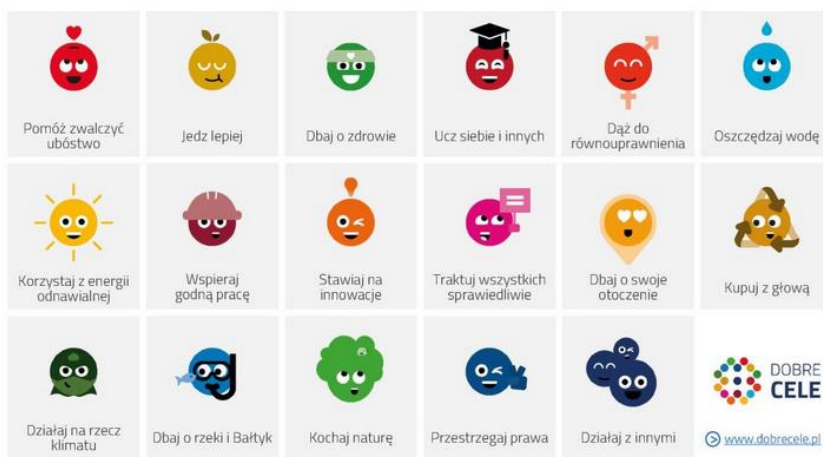 Pomóż zwalczyć
ubóstwo
Jedz lepiej
Dbaj o zdrowie
Ucz siebie i innych
Dąż do
równouprawnienia
Oszczędzaj wodę
Korzystaj z energii
odnawialnej
Wspieraj
godną pracę
Stawiaj na
innowacje
Traktuj wszystkich
sprawiedliwie
Dbaj o swoje
otoczenie
Kupuj z głową
Działaj na rzecz
klimatu
Dbaj o rzeki i Bałtyk
Kochaj naturę
Przestrzegaj prawa
Działaj z innymi
DOBRE
CELE
www.dobrecele.pl